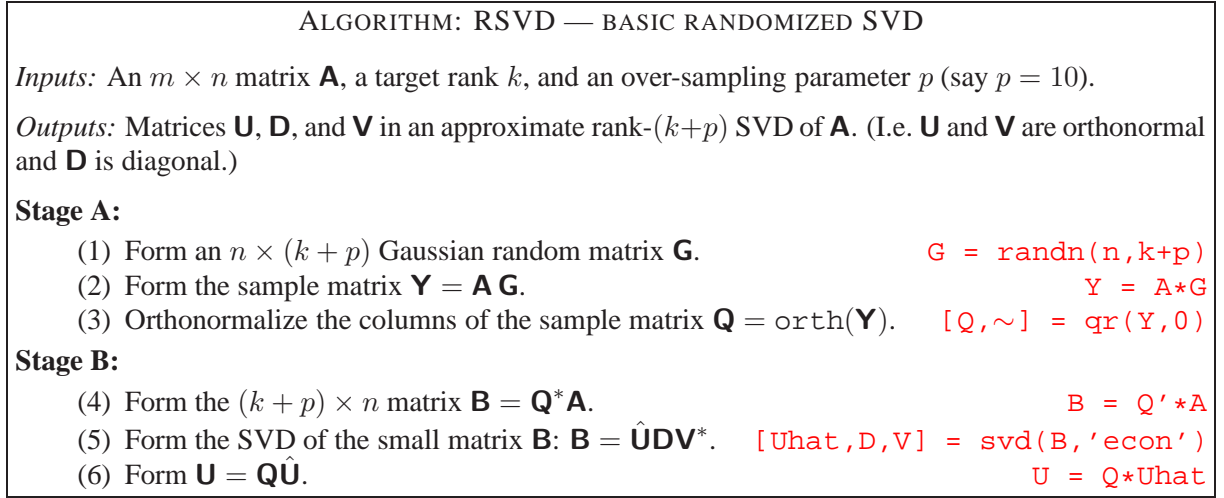 ALGORITHM: RSVD — BASIC RANDOMIZED SVD
Inputs: An m × n matrix A, a target rank k, and an over-sampling parameter p (say p = 10).
Outputs: Matrices U, D, and V in an approximate rank-(k+p) SVD of A. (I.e. U and V are orthonormal
and D is diagonal.)
Stage A:
(1) Form an n × (k + p) Gaussian random matrix G. G = randn(n,k+p)
(2) Form the sample matrix Y = A G. Y = A*G
(3) Orthonormalize the columns of the sample matrix Q = orth(Y). [Q,∼] = qr(Y,0)
Stage B:
(4) Form the (k + p) × n matrix B = Q*A. B = Q'*A
(5) Form the SVD of the small matrix B: B = ÛDV*. [Uhat,D,V] = svd(B,'econ')
(6) Form U = QÛ. U = Q*Uhat